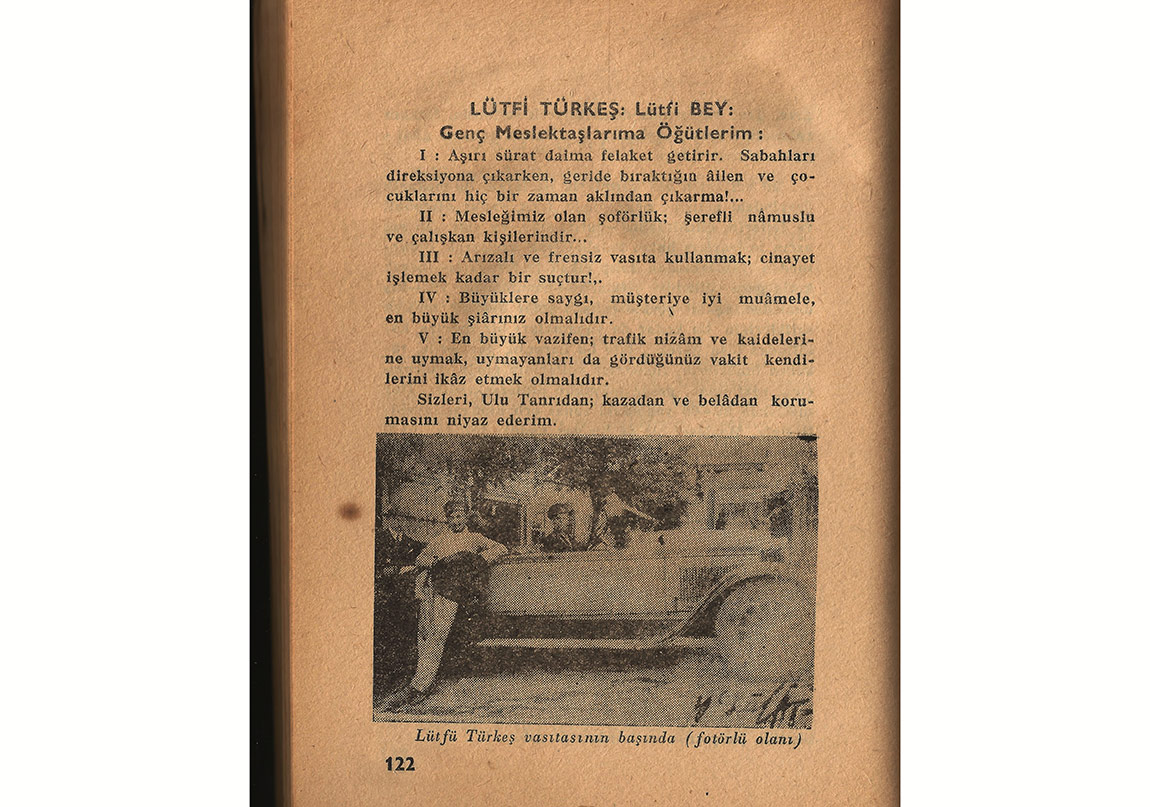 LÜTFİ TÜRKEŞ: Lütfi BEY:
Genç Meslektaşlarıma Öğütlerim :
I : Aşırı sürat daima felaket getirir. Sabahları
direksiyona çıkarken, geride bıraktığın âilen ve ço-
cuklarını hiç bir zaman aklından çıkarma!...
II : Mesleğimiz olan şoförlük; şerefli nâmuslu
ve çalışkan kişilerindir...
III : Arızalı ve frensiz vasıta kullanmak; cinayet
işlemek kadar bir suçtur!,.
IV : Büyüklere saygı, müşteriye iyi muâmele,
en büyük şiârınız olmalıdır.
V : En büyük vazifen; trafik nizâm ve kaideleri-
ne uymak, uymayanları da gördüğünüz vakit kendi-
lerini ikâz etmek olmalıdır.
Sizleri, Ulu Tanrıdan; kazadan ve belâdan koru-
masını niyaz ederim.
Lütfü Türkeş vasıtasının başında (fotörlü olanı)
122